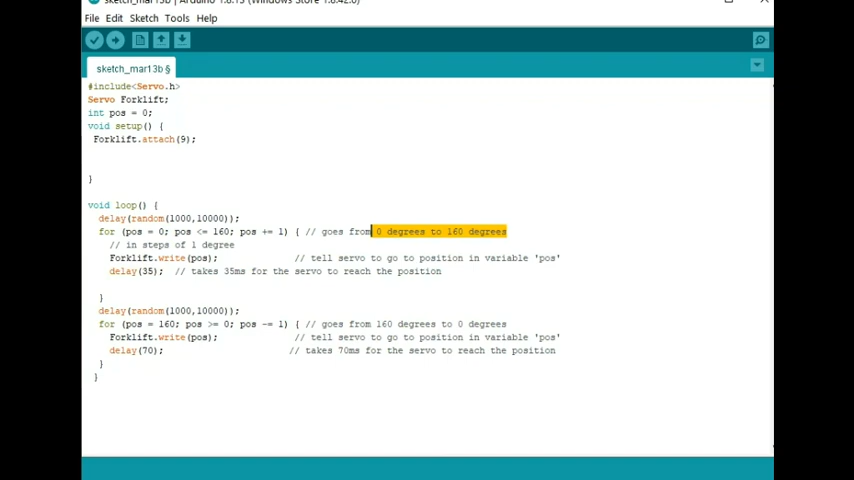 sketch_mar13b | Arduino 1.8.13 (Windows Store 1.8.42.0)
File Edit Sketch Tools Help
sketch_mar13b §
#include<Servo.h>
Servo Forklift;
int pos = 0;
void setup() {
Forklift.attach(9);
}
void loop() {
delay(random(1000,10000));
for (pos = 0; pos <= 160; pos += 1) { // goes from 0 degrees to 160 degrees
// in steps of 1 degree
Forklift.write(pos); // tell servo to go to position in variable 'pos'
delay(35); // takes 35ms for the servo to reach the position
}
delay(random(1000,10000));
for (pos = 160; pos >= 0; pos -= 1) { // goes from 160 degrees to 0 degrees
Forklift.write(pos); // tell servo to go to position in variable 'pos'
delay(70); // takes 70ms for the servo to reach the position
}
}